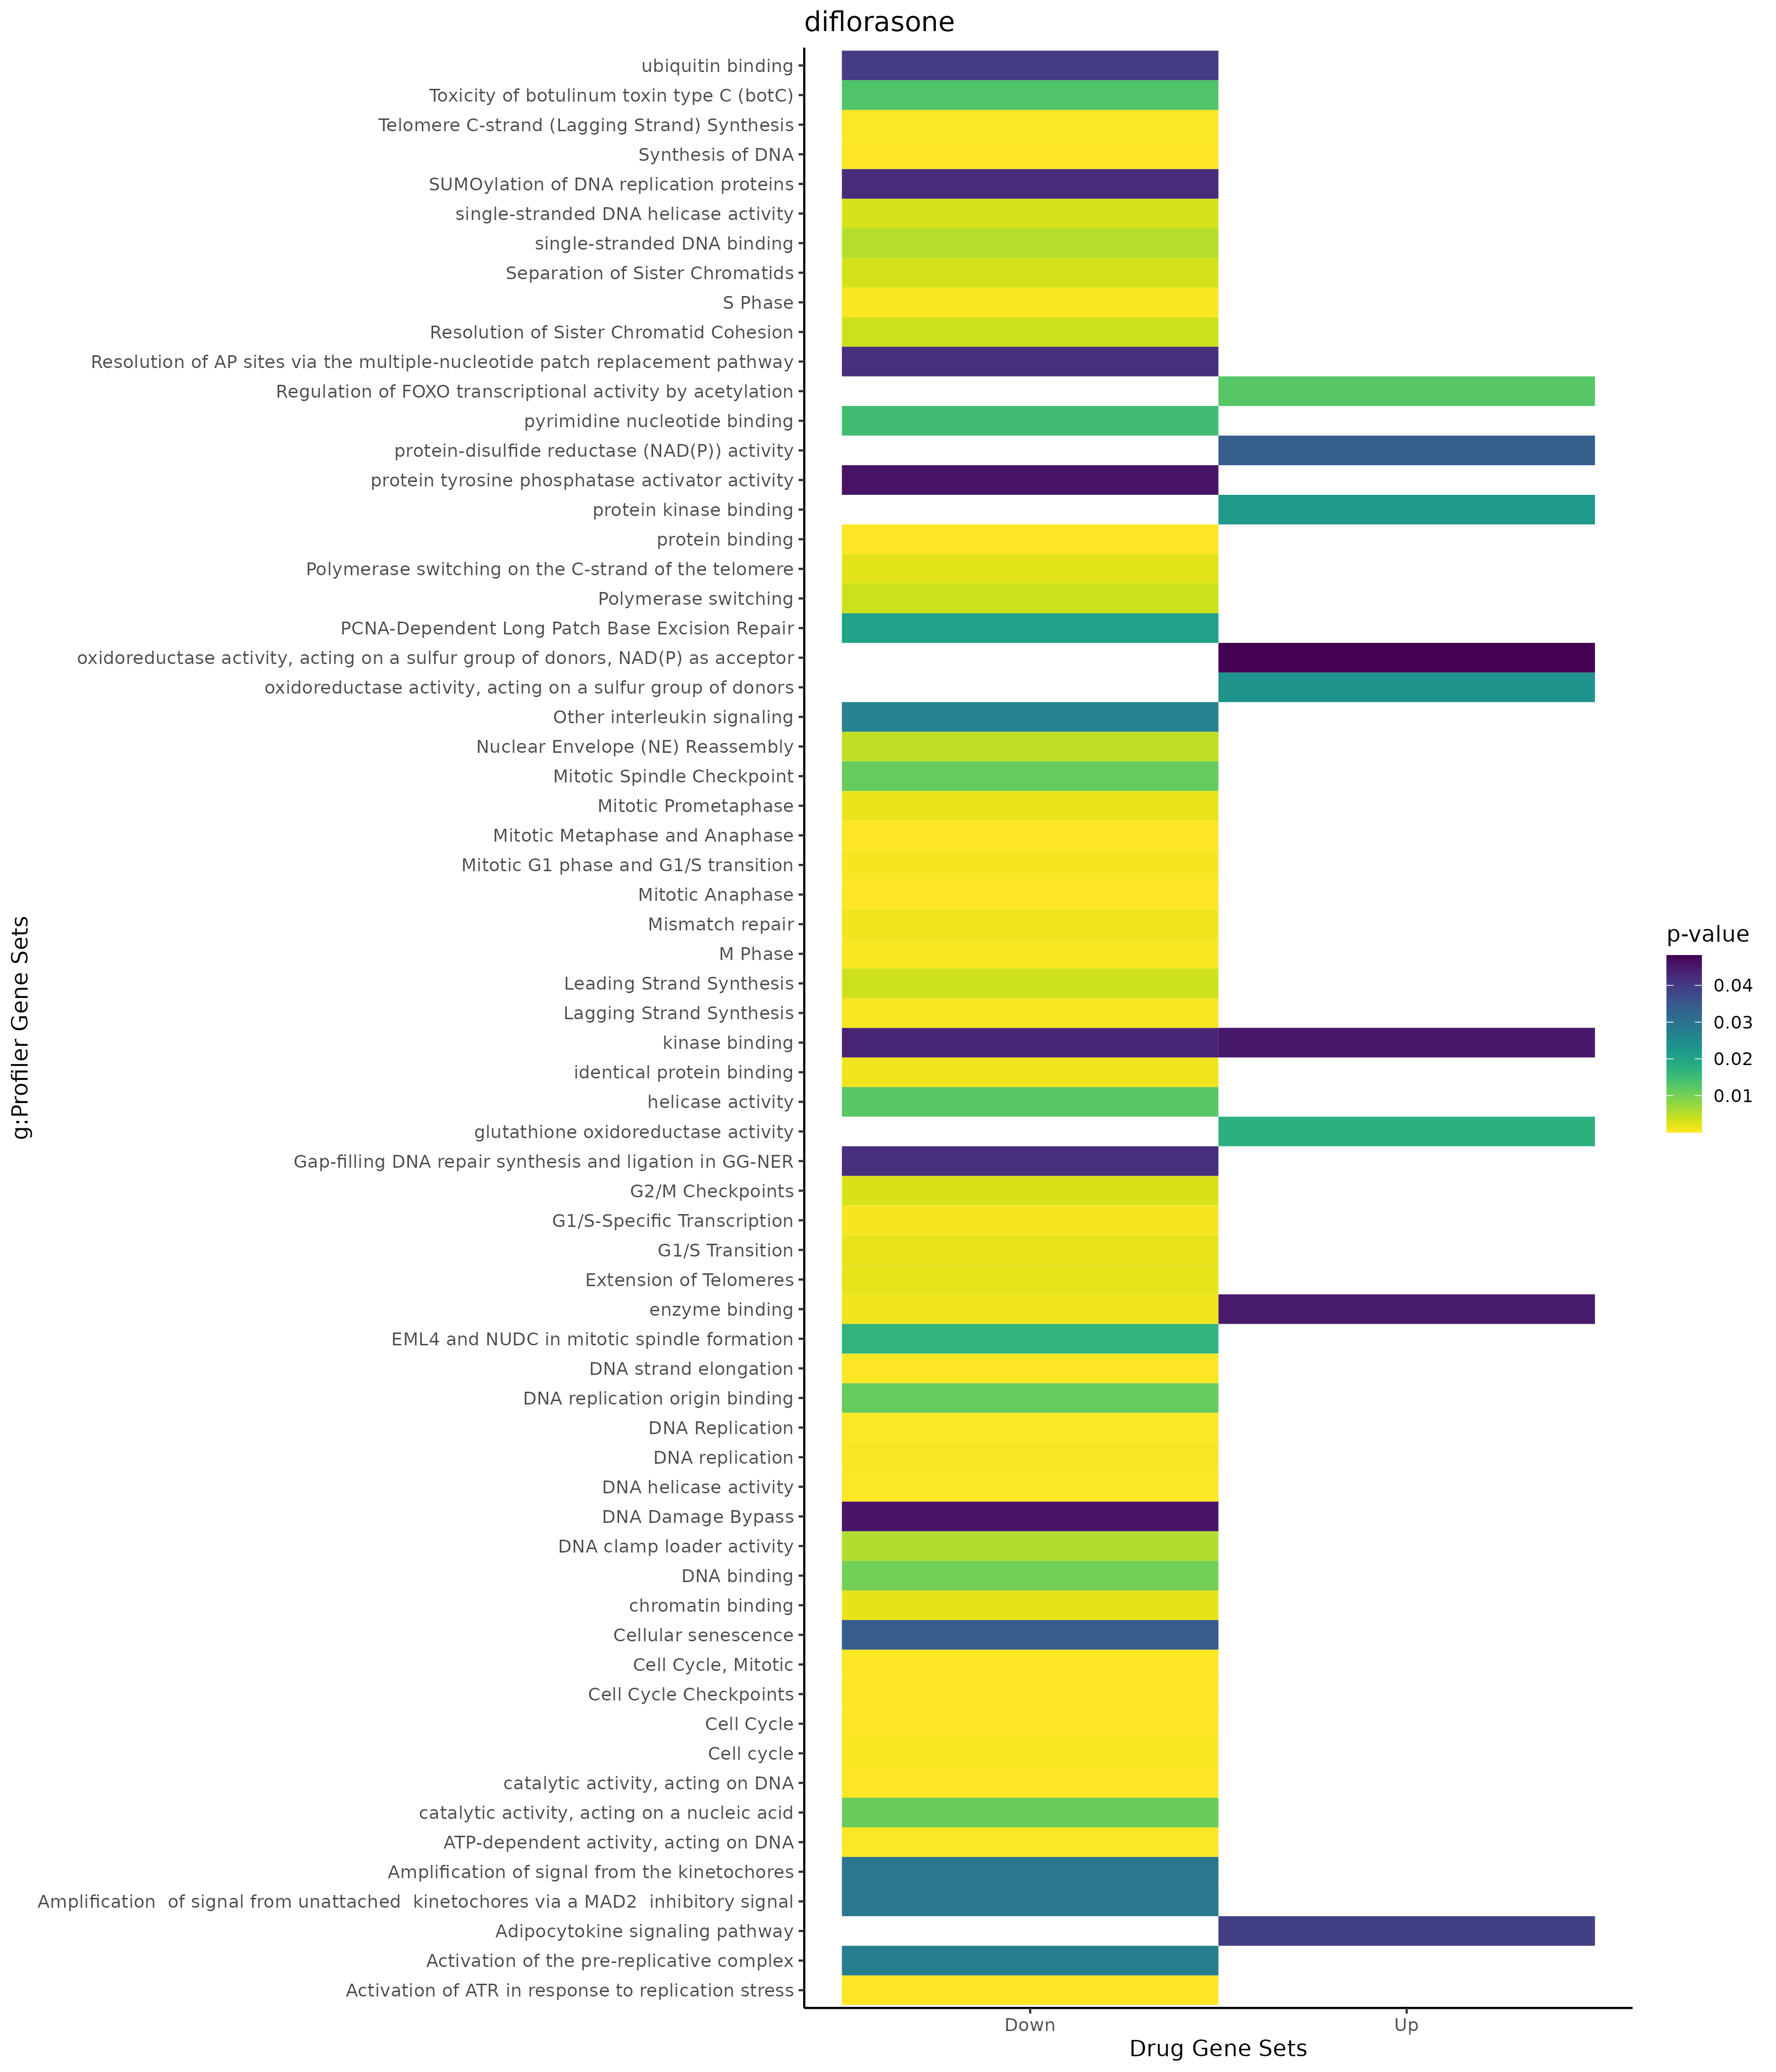 diflorasone
ubiquitin binding
Toxicity of botulinum toxin type C (botC)
Telomere C-strand (Lagging Strand) Synthesis
Synthesis of DNA
SUMOylation of DNA replication proteins
single-stranded DNA helicase activity
single-stranded DNA binding
Separation of Sister Chromatids
S Phase
Resolution of Sister Chromatid Cohesion
Resolution of AP sites via the multiple-nucleotide patch replacement pathway
Regulation of FOXO transcriptional activity by acetylation
pyrimidine nucleotide binding
protein-disulfide reductase (NAD(P)) activity
protein tyrosine phosphatase activator activity
protein kinase binding
protein binding
Polymerase switching on the C-strand of the telomere
Polymerase switching
PCNA-Dependent Long Patch Base Excision Repair
oxidoreductase activity, acting on a sulfur group of donors, NAD(P) as acceptor
oxidoreductase activity, acting on a sulfur group of donors
Other interleukin signaling
Nuclear Envelope (NE) Reassembly
Mitotic Spindle Checkpoint
Mitotic Prometaphase
Mitotic Metaphase and Anaphase
Mitotic G1 phase and G1/S transition
Mitotic Anaphase
Mismatch repair
M Phase
Leading Strand Synthesis
Lagging Strand Synthesis
kinase binding
identical protein binding
helicase activity
glutathione oxidoreductase activity
Gap-filling DNA repair synthesis and ligation in GG-NER
G2/M Checkpoints
G1/S-Specific Transcription
G1/S Transition
Extension of Telomeres
enzyme binding
EML4 and NUDC in mitotic spindle formation
DNA strand elongation
DNA replication origin binding
DNA Replication
DNA replication
DNA helicase activity
DNA Damage Bypass
DNA clamp loader activity
DNA binding
chromatin binding
Cellular senescence
Cell Cycle, Mitotic
Cell Cycle Checkpoints
Cell Cycle
Cell cycle
catalytic activity, acting on DNA
catalytic activity, acting on a nucleic acid
ATP-dependent activity, acting on DNA
Amplification of signal from the kinetochores
Amplification  of signal from unattached  kinetochores via a MAD2  inhibitory signal
Adipocytokine signaling pathway
Activation of the pre-replicative complex
Activation of ATR in response to replication stress
g:Profiler Gene Sets
Down
Up
Drug Gene Sets
p-value
0.04
0.03
0.02
0.01